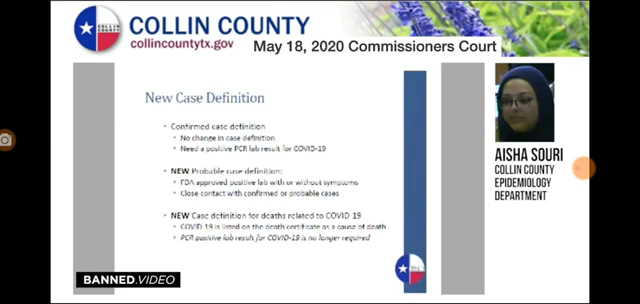 COLLIN COUNTY
collincountytx.gov
May 18, 2020 Commissioners Court
New Case Definition
• Confirmed case definition
• No change in case definition
• Need a positive PCR lab result for COVID-19
• NEW Probable case definition:
• FDA approved positive lab with or without symptoms
• Close contact with confirmed or probable cases
• NEW Case definition for deaths related to COVID 19
• COVID 19 is listed on the death certificate as a cause of death
• PCR positive lab result for COVID-19 is no longer required
AISHA SOURI
COLLIN COUNTY
EPIDEMIOLOGY
DEPARTMENT
BANNED.VIDEO